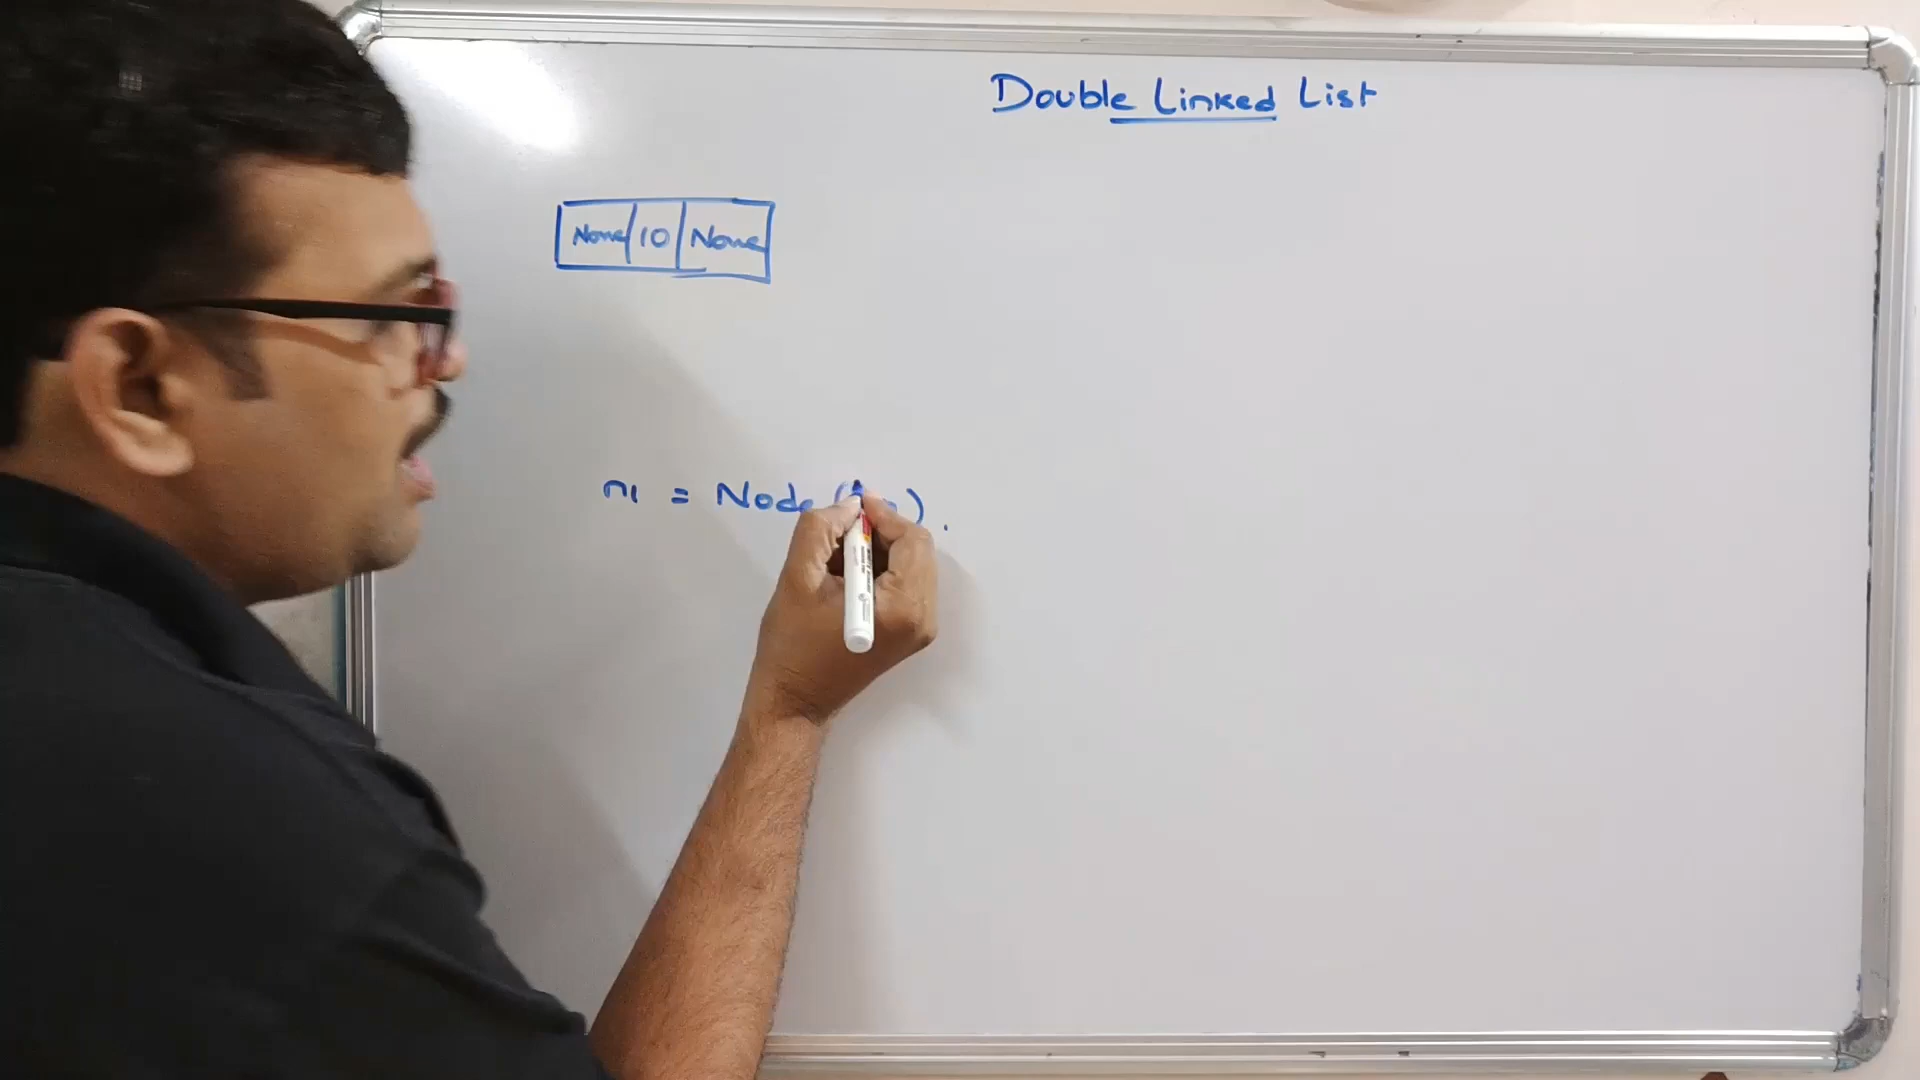 Double Linked List
None 10 None
n1 = Node ( ) .